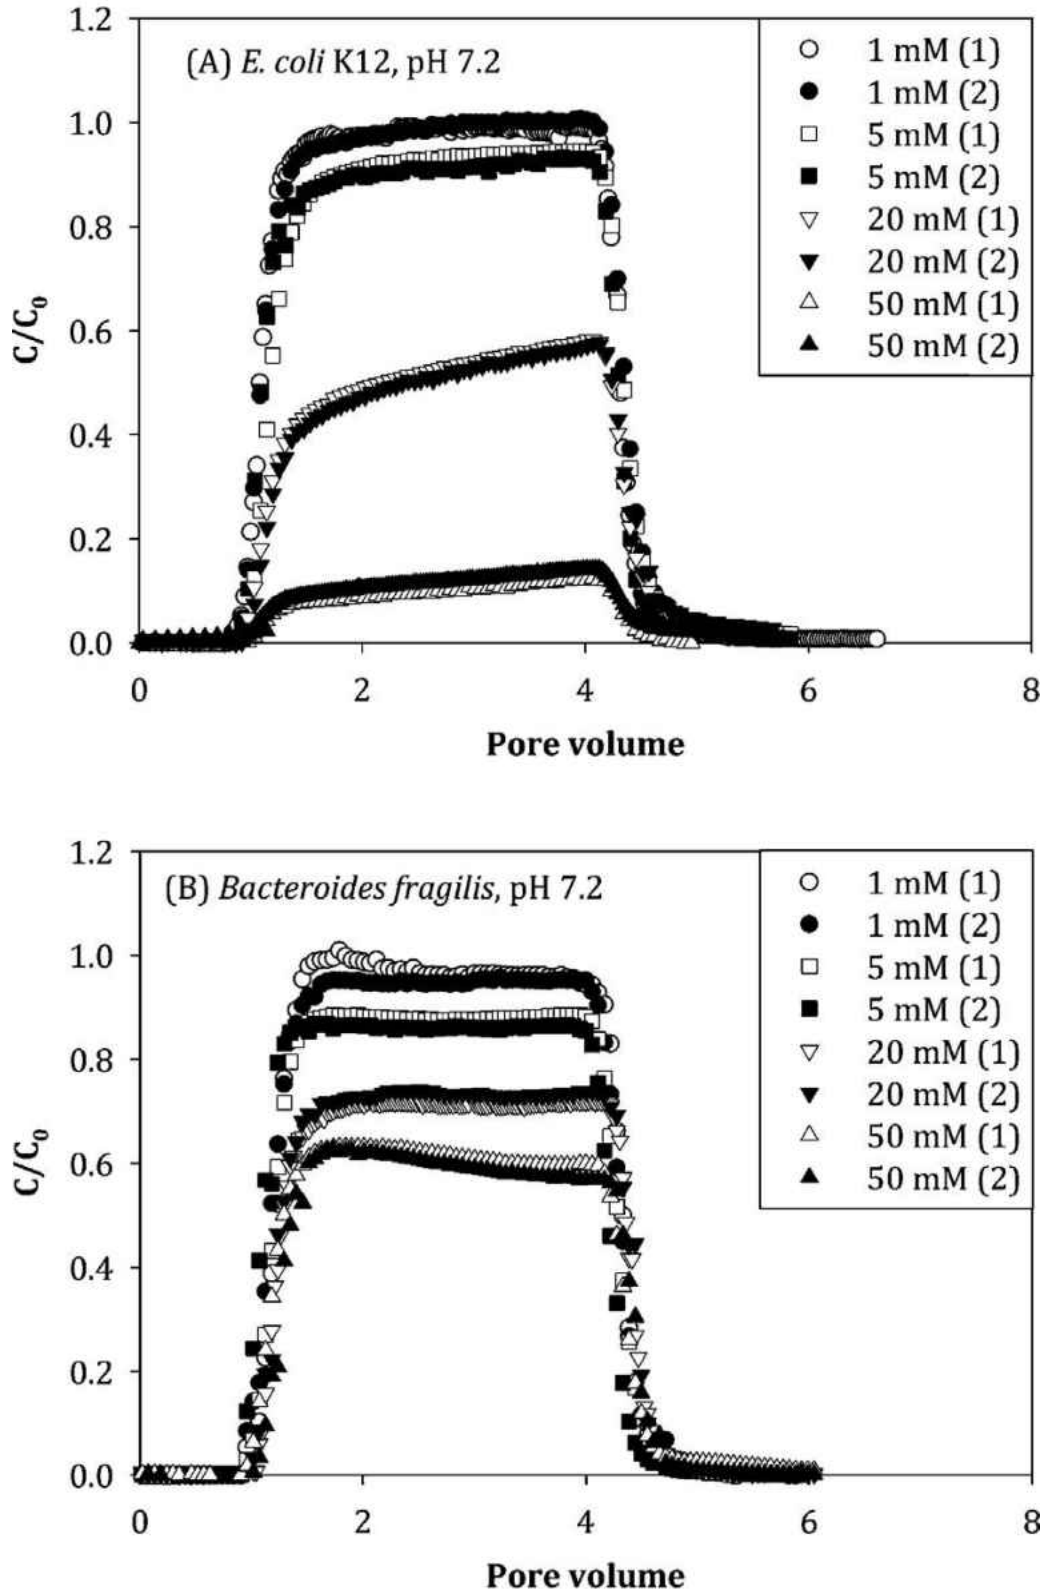 1.2
(A) E. coli K12, pH 7.2
1 mM (1)
1 mM (2)
5 mM (1)
5 mM (2)
20 mM (1)
20 mM (2)
50 mM (1)
50 mM (2)
1.0
0.8
0.6
0.4
0.2
0.0
C/C₀
0 2 4 6 8
Pore volume
1.2
(B) Bacteroides fragilis, pH 7.2
1 mM (1)
1 mM (2)
5 mM (1)
5 mM (2)
20 mM (1)
20 mM (2)
50 mM (1)
50 mM (2)
1.0
0.8
0.6
0.4
0.2
0.0
C/C₀
0 2 4 6 8
Pore volume